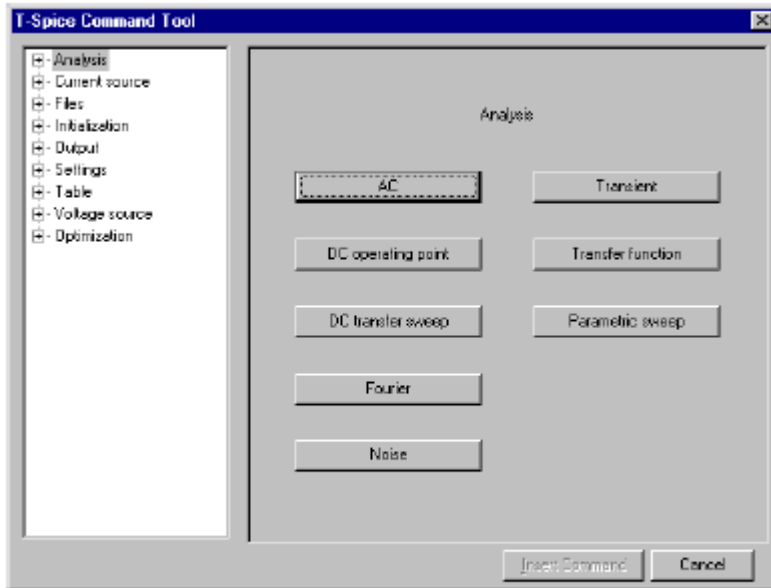 T-Spice Command Tool
Analysis
Current source
Files
Initialization
Output
Settings
Table
Voltage source
Optimization
Analysis
AC
Transient
DC operating point
Transfer function
DC transfer sweep
Parametric sweep
Fourier
Noise
Insert Command
Cancel